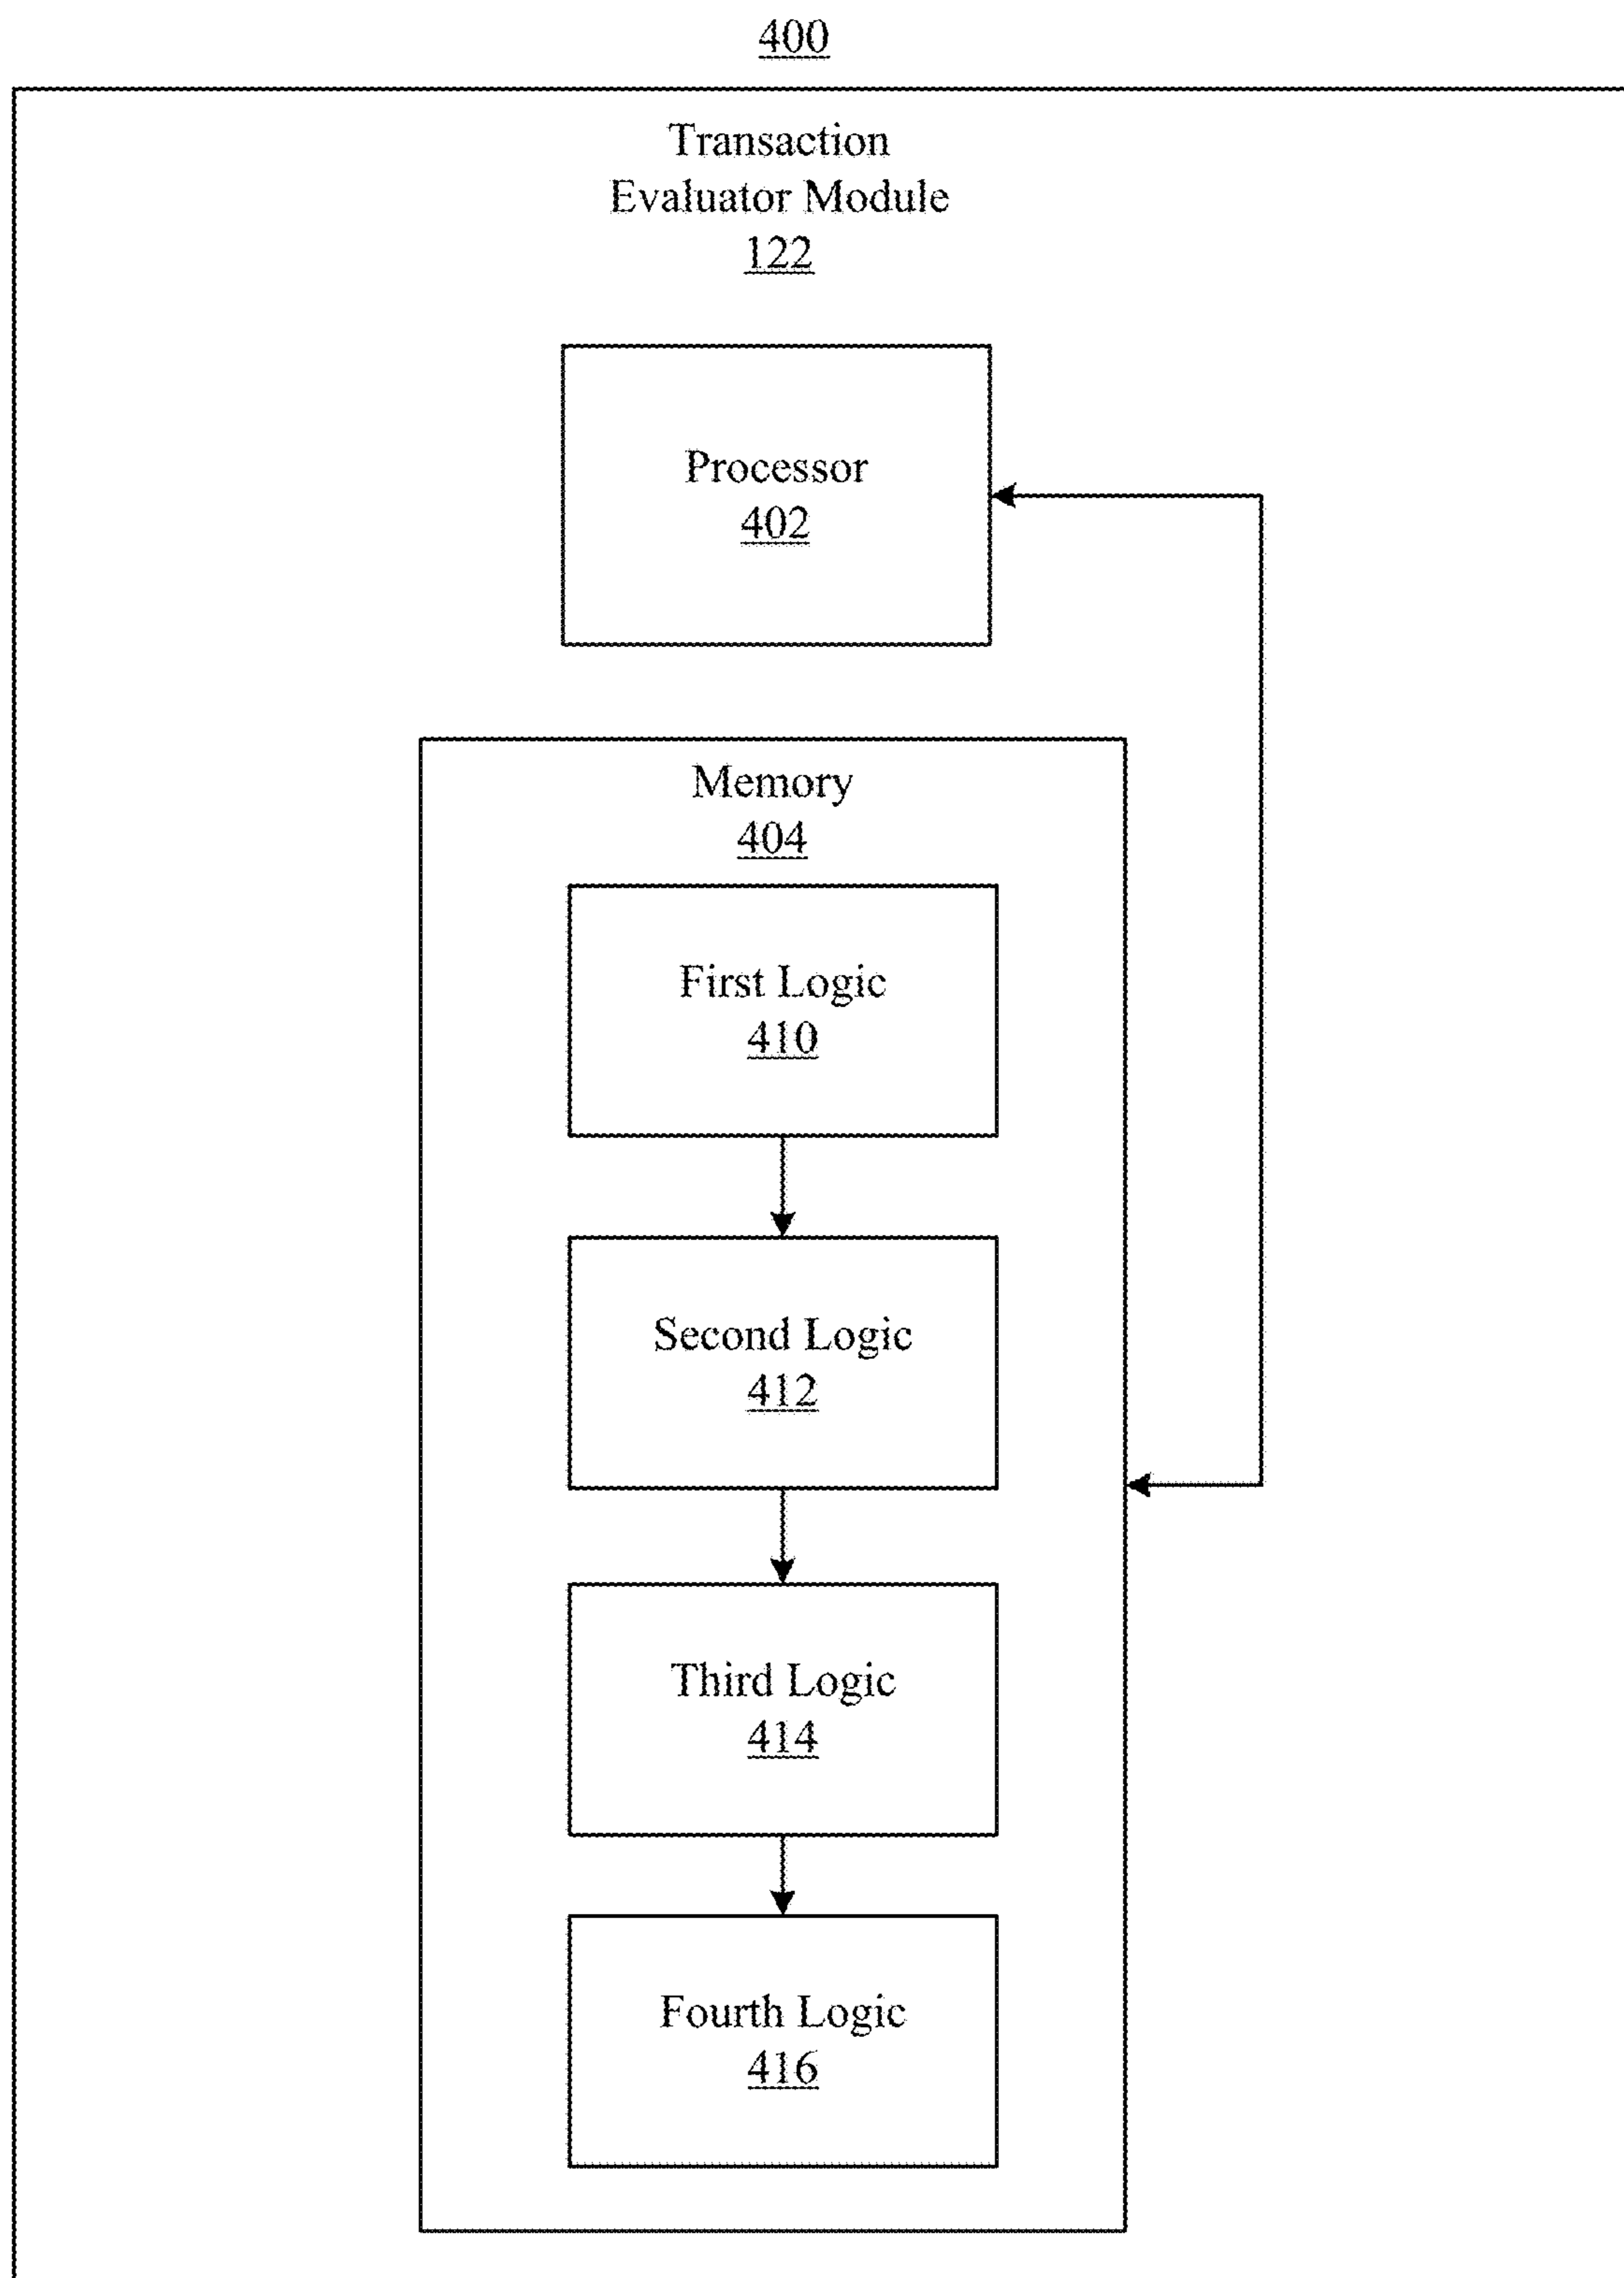 400
Transaction
Evaluator Module
122
Processor
402
Memory
404
First Logic
410
Second Logic
412
Third Logic
414
Fourth Logic
416